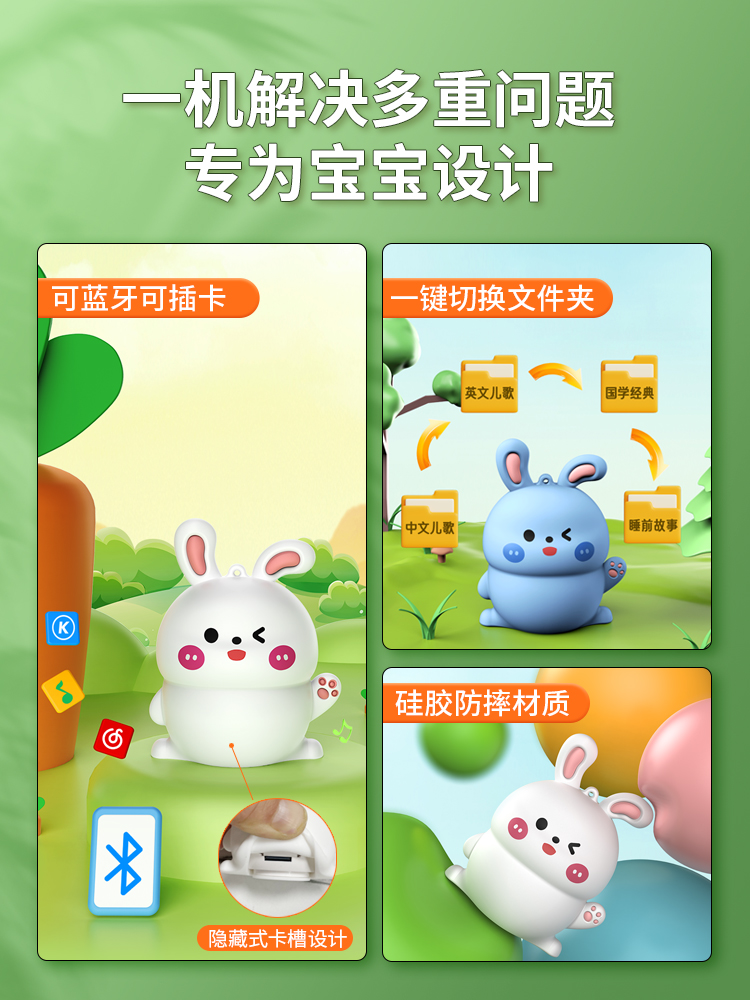 一机解决多重问题
专为宝宝设计
可蓝牙可插卡
K
隐藏式卡槽设计
一键切换文件夹
英文儿歌
国学经典
中文儿歌
睡前故事
硅胶防摔材质